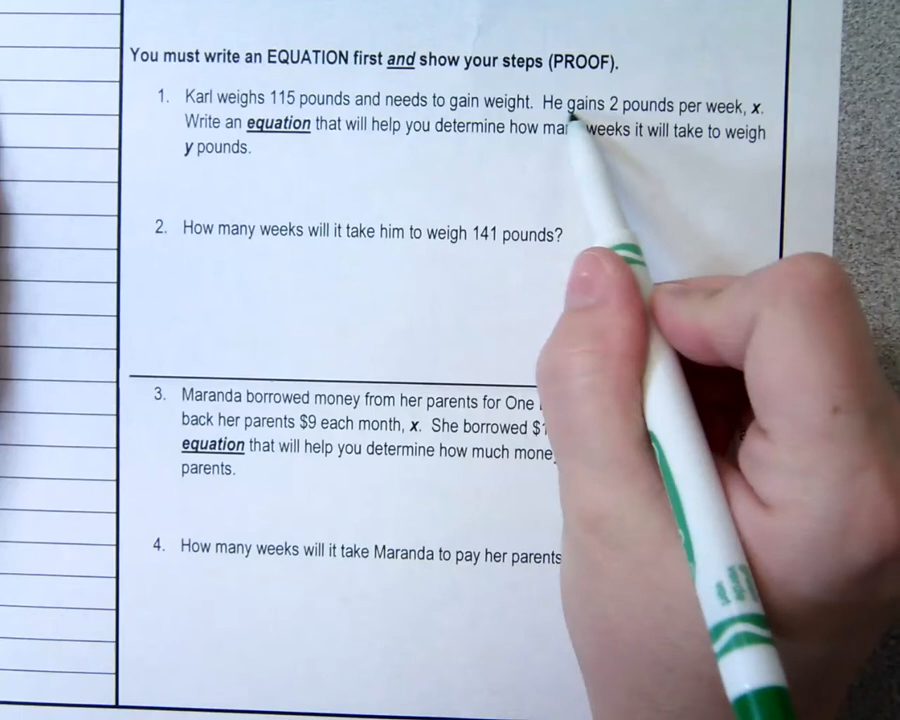 You must write an EQUATION first and show your steps (PROOF).
1. Karl weighs 115 pounds and needs to gain weight. He gains 2 pounds per week, x.
Write an equation that will help you determine how weeks it will take to weigh
y pounds.
2. How many weeks will it take him to weigh 141 pounds?
3. Maranda borrowed money from her parents for One
back her parents $9 each month, x. She borrowed
equation that will help you determine how much
parents.
4. How many weeks will it take Maranda to pay her parents